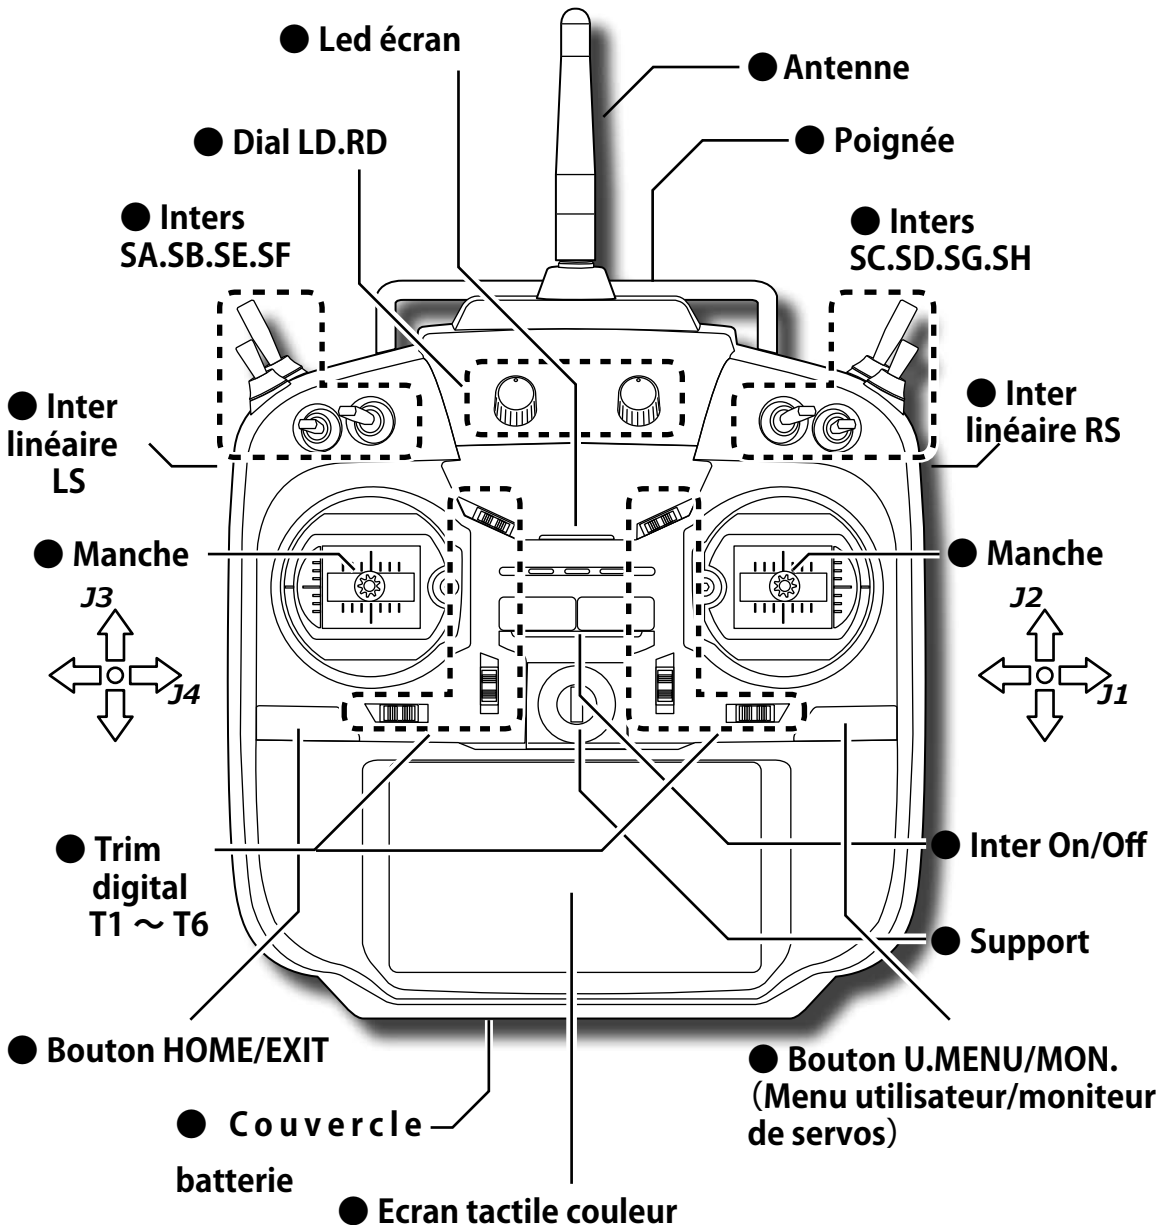 ● Led écran
● Antenne
● Dial LD.RD
● Poignée
● Inters
SA.SB.SE.SF
● Inters
SC.SD.SG.SH
● Inter
linéaire
LS
● Inter
linéaire RS
● Manche
● Manche
J3
J4
J2
J1
● Trim
digital
T1 ～ T6
● Inter On/Off
● Support
● Bouton HOME/EXIT
● Bouton U.MENU/MON.
（Menu utilisateur/moniteur
de servos）
● Couvercle
batterie
● Ecran tactile couleur